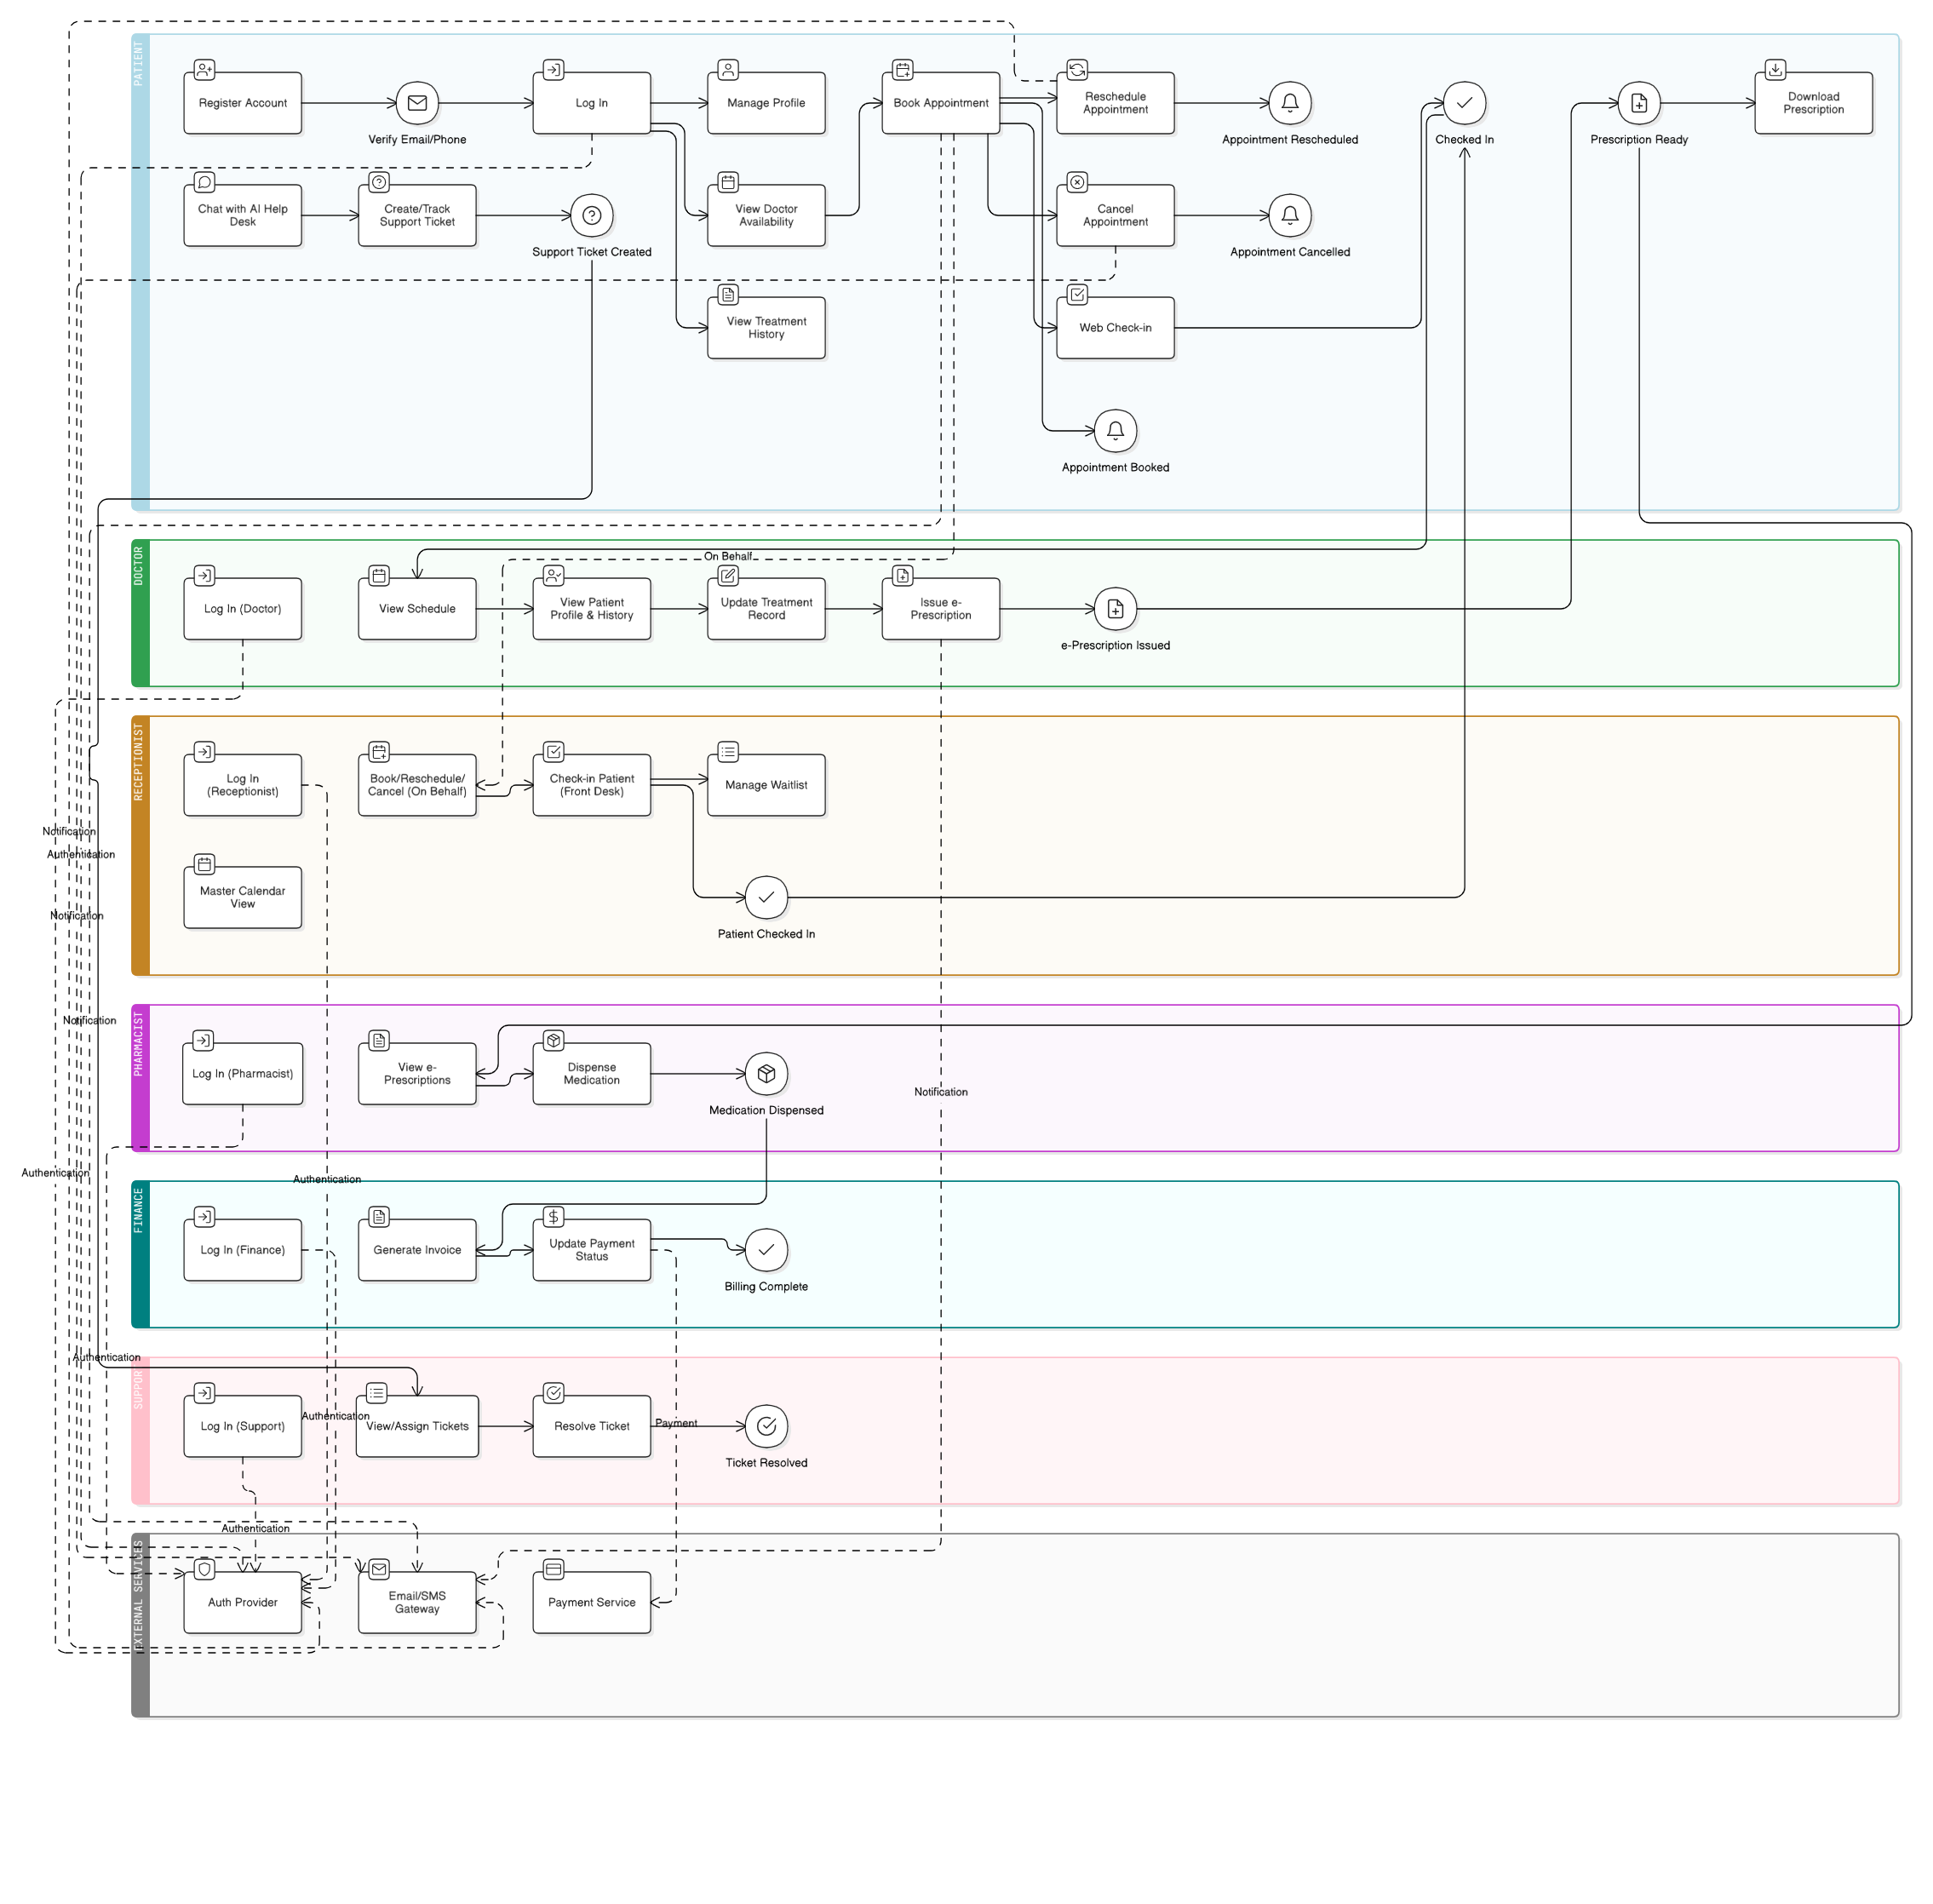 PATIENT
Register Account
Verify Email/Phone
Log In
Manage Profile
Book Appointment
Reschedule
Appointment
Appointment Rescheduled
Checked In
Prescription Ready
Download
Prescription
Chat with AI Help
Desk
Create/Track
Support Ticket
Support Ticket Created
View Doctor
Availability
Cancel
Appointment
Appointment Cancelled
View Treatment
History
Web Check-in
Appointment Booked
DOCTOR
On Behalf
Log In (Doctor)
View Schedule
View Patient
Profile & History
Update Treatment
Record
Issue e-
Prescription
e-Prescription Issued
RECEPTIONIST
Log In
(Receptionist)
Book/Reschedule/
Cancel (On Behalf)
Check-in Patient
(Front Desk)
Manage Waitlist
Notification
Authentication
Master Calendar
View
Notification
Patient Checked In
PHARMACIST
Notification
Log In (Pharmacist)
View e-
Prescriptions
Dispense
Medication
Medication Dispensed
Notification
Authentication
Authentication
FINANCE
Log In (Finance)
Generate Invoice
Update Payment
Status
Billing Complete
Authentication
SUPPORT
Log In (Support)
Authentication
View/Assign Tickets
Resolve Ticket
Payment
Ticket Resolved
Authentication
EXTERNAL SERVICES
Auth Provider
Email/SMS
Gateway
Payment Service